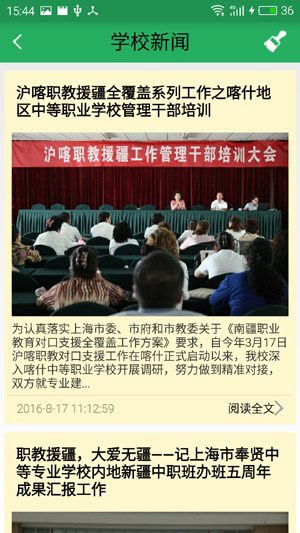 15:44
4G
36
学校新闻
沪喀职教援疆全覆盖系列工作之喀什地
区中等职业学校管理干部培训
沪喀职教援疆工作管理干部培训大会
为认真落实上海市委、市府和市教委关于《南疆职业
教育对口支援全覆盖工作方案》要求，自今年3月17日
沪喀职教对口支援工作在喀什正式启动以来，我校深
入喀什中等职业学校开展调研，努力做到精准对接，
双方就专业建...
2016-8-17 11:12:59
阅读全文>
职教援疆，大爱无疆——记上海市奉贤中
等专业学校内地新疆中职班办班五周年
成果汇报工作